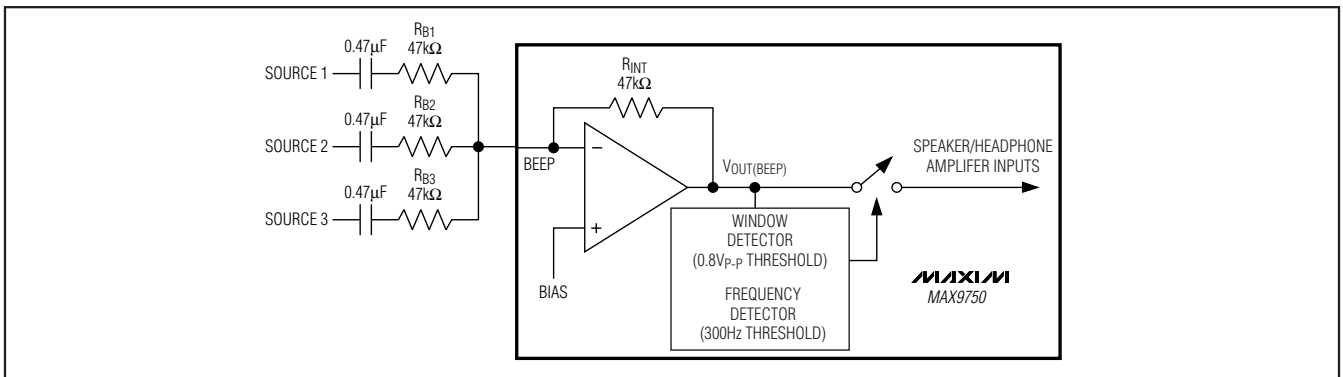 0.47µF
RB1
47kΩ
SOURCE 1
0.47µF
RB2
47kΩ
SOURCE 2
0.47µF
RB3
47kΩ
SOURCE 3
RINT
47kΩ
BEEP
−
+
BIAS
VOUT(BEEP)
SPEAKER/HEADPHONE
AMPLIFER INPUTS
WINDOW
DETECTOR
(0.8VP-P THRESHOLD)
FREQUENCY
DETECTOR
(300Hz THRESHOLD)
MAXIM
MAX9750